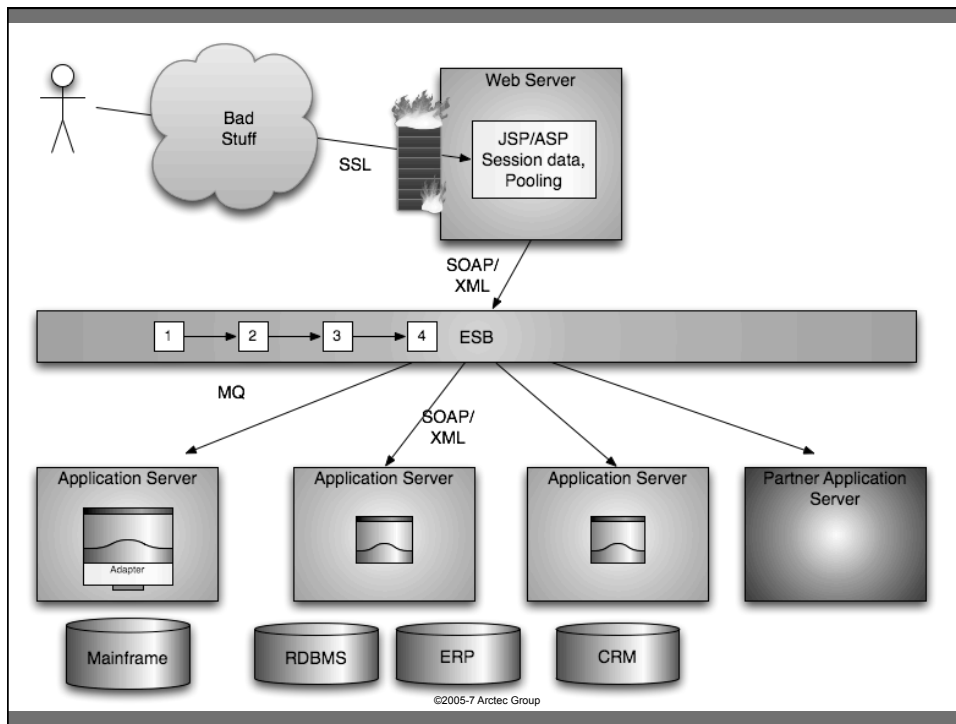 Web Server
Bad
Stuff
JSP/ASP
Session data,
Pooling
SSL
SOAP/
XML
1
2
3
4
ESB
MQ
SOAP/
XML
Application Server
Application Server
Application Server
Partner Application
Server
Adapter
Mainframe
RDBMS
ERP
CRM
©2005-7 Arctec Group